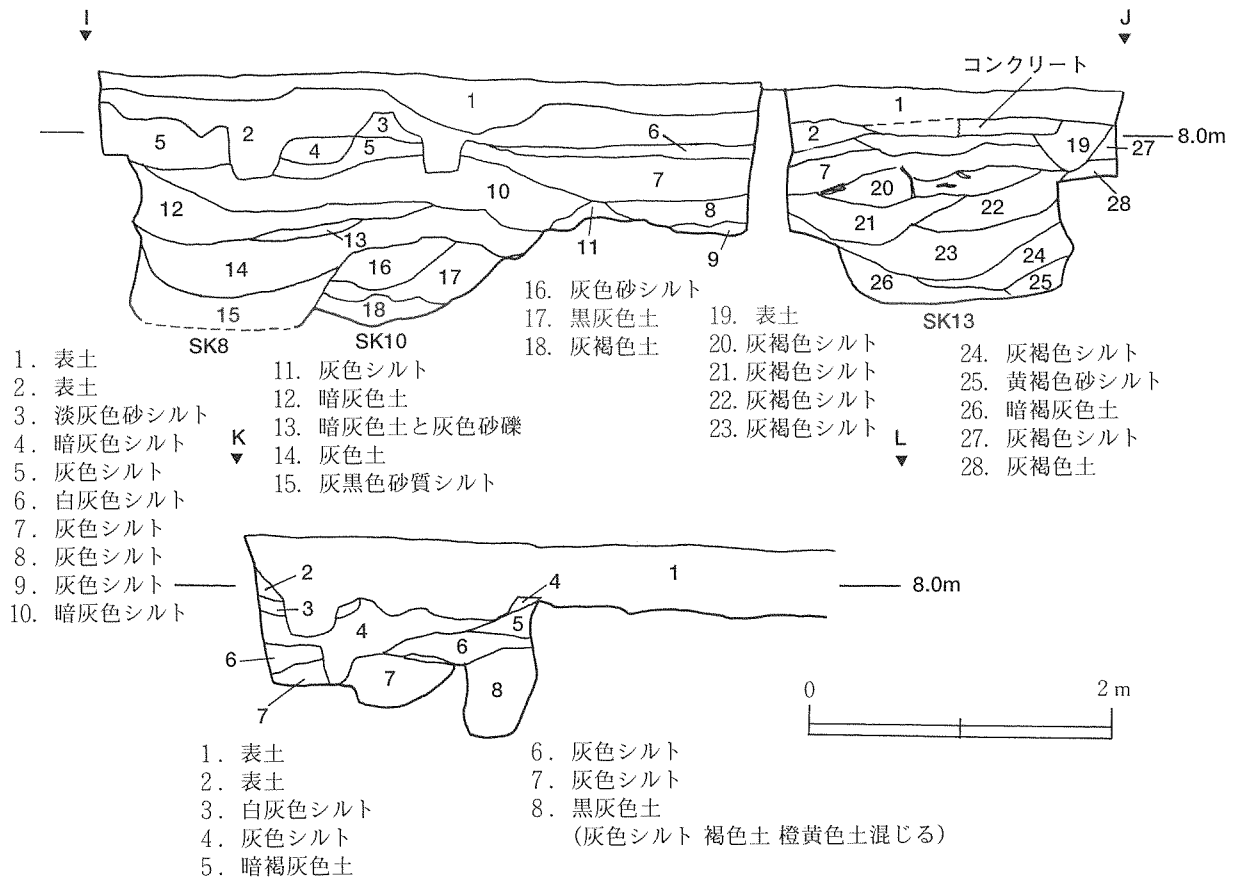 I
J
コンクリート
1
1
3
2
2
6
19
8.0m
27
5
4
5
7
7
20
10
12
8
22
28
21
11
13
9
23
16
14
17
24
26
25
15
18
SK8
SK10
SK13
1. 表土
2. 表土
3. 淡灰色砂シルト
4. 暗灰色シルト
5. 灰色シルト
6. 白灰色シルト
7. 灰色シルト
8. 灰色シルト
9. 灰色シルト
10. 暗灰色シルト
11. 灰色シルト
12. 暗灰色土
13. 暗灰色土と灰色砂礫
14. 灰色土
15. 灰黒色砂質シルト
16. 灰色砂シルト
17. 黒灰色土
18. 灰褐色土
19. 表土
20. 灰褐色シルト
21. 灰褐色シルト
22. 灰褐色シルト
23. 灰褐色シルト
24. 灰褐色シルト
25. 黄褐色砂シルト
26. 暗褐灰色土
27. 灰褐色シルト
28. 灰褐色土
K
L
2
1
4
8.0m
3
4
5
6
6
7
8
7
0
2 m
1. 表土
2. 表土
3. 白灰色シルト
4. 灰色シルト
5. 暗褐灰色土
6. 灰色シルト
7. 灰色シルト
8. 黒灰色土
(灰色シルト 褐色土 橙黄色土混じる)